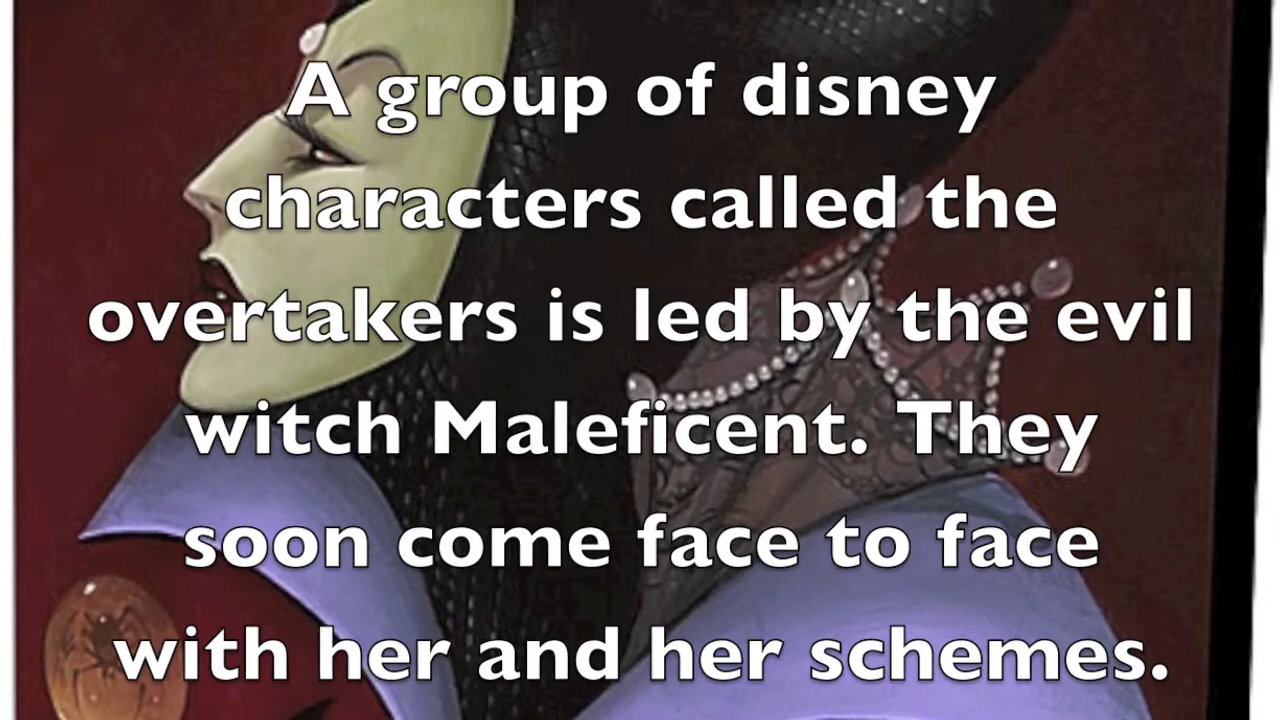 A group of disney
characters called the
overtakers is led by the evil
witch Maleficent. They
soon come face to face
with her and her schemes.